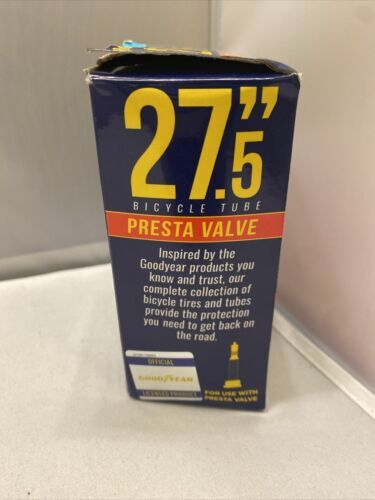 27.5"
BICYCLE TUBE
PRESTA VALVE
Inspired by the
Goodyear products you
know and trust, our
complete collection of
bicycle tires and tubes
provide the protection
you need to get back on
the road.
OFFICIAL
GOODYEAR
LICENSED PRODUCT
FOR USE WITH
PRESTA VALVE